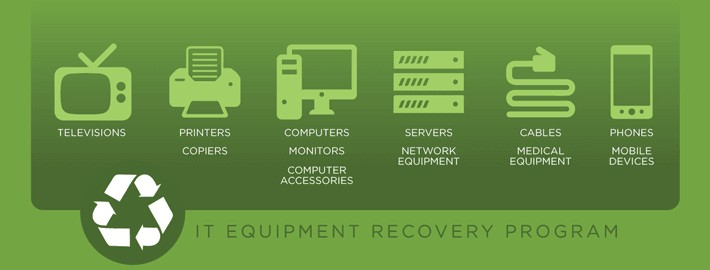 TELEVISIONS
PRINTERS
COPIERS
COMPUTERS
MONITORS
COMPUTER
ACCESSORIES
SERVERS
NETWORK
EQUIPMENT
CABLES
MEDICAL
EQUIPMENT
PHONES
MOBILE
DEVICES
IT EQUIPMENT RECOVERY PROGRAM